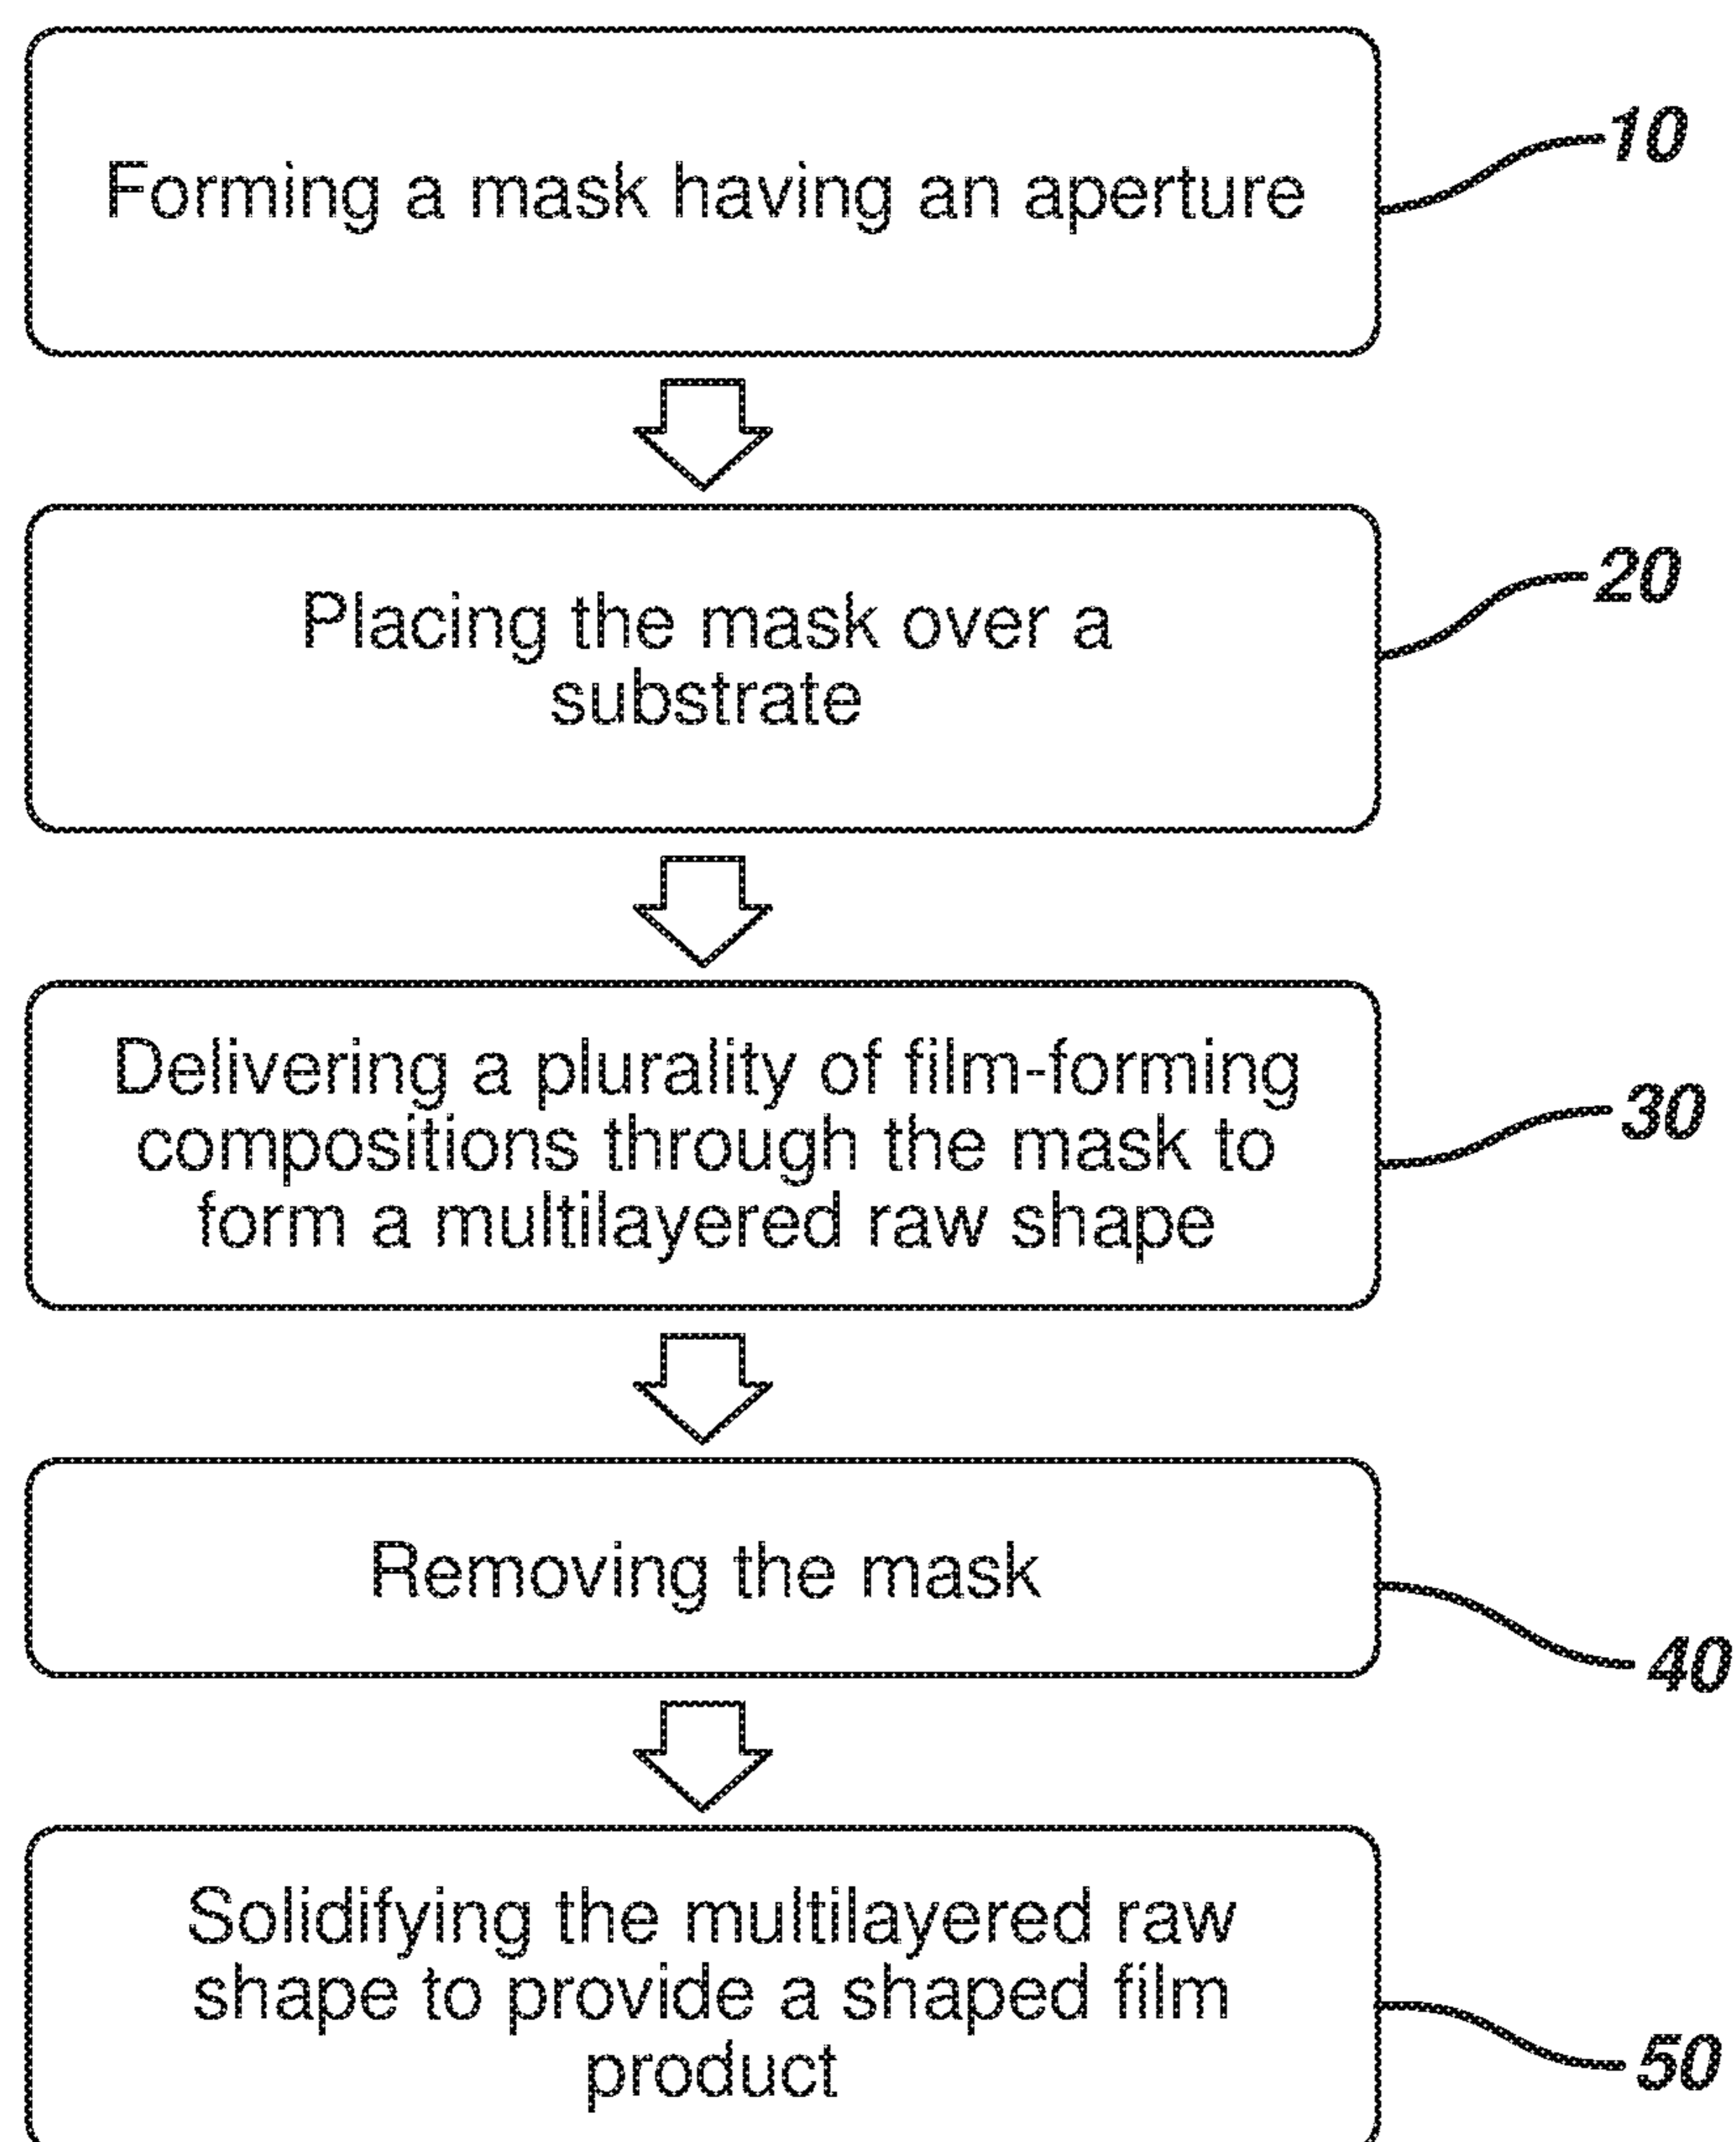 Forming a mask having an aperture
10
Placing the mask over a
substrate
20
Delivering a plurality of film-forming
compositions through the mask to
form a multilayered raw shape
30
Removing the mask
40
Solidifying the multilayered raw
shape to provide a shaped film
product
50